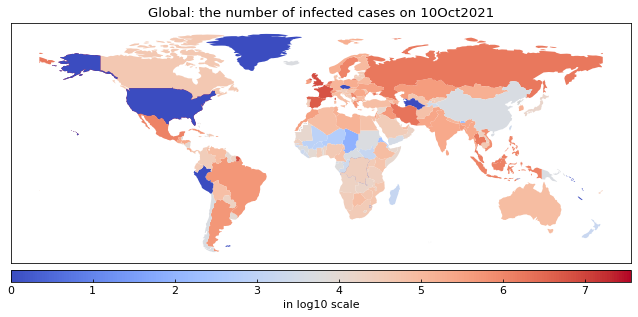 Global: the number of infected cases on 10Oct2021
0 1 2 3 4 5 6 7
in log10 scale